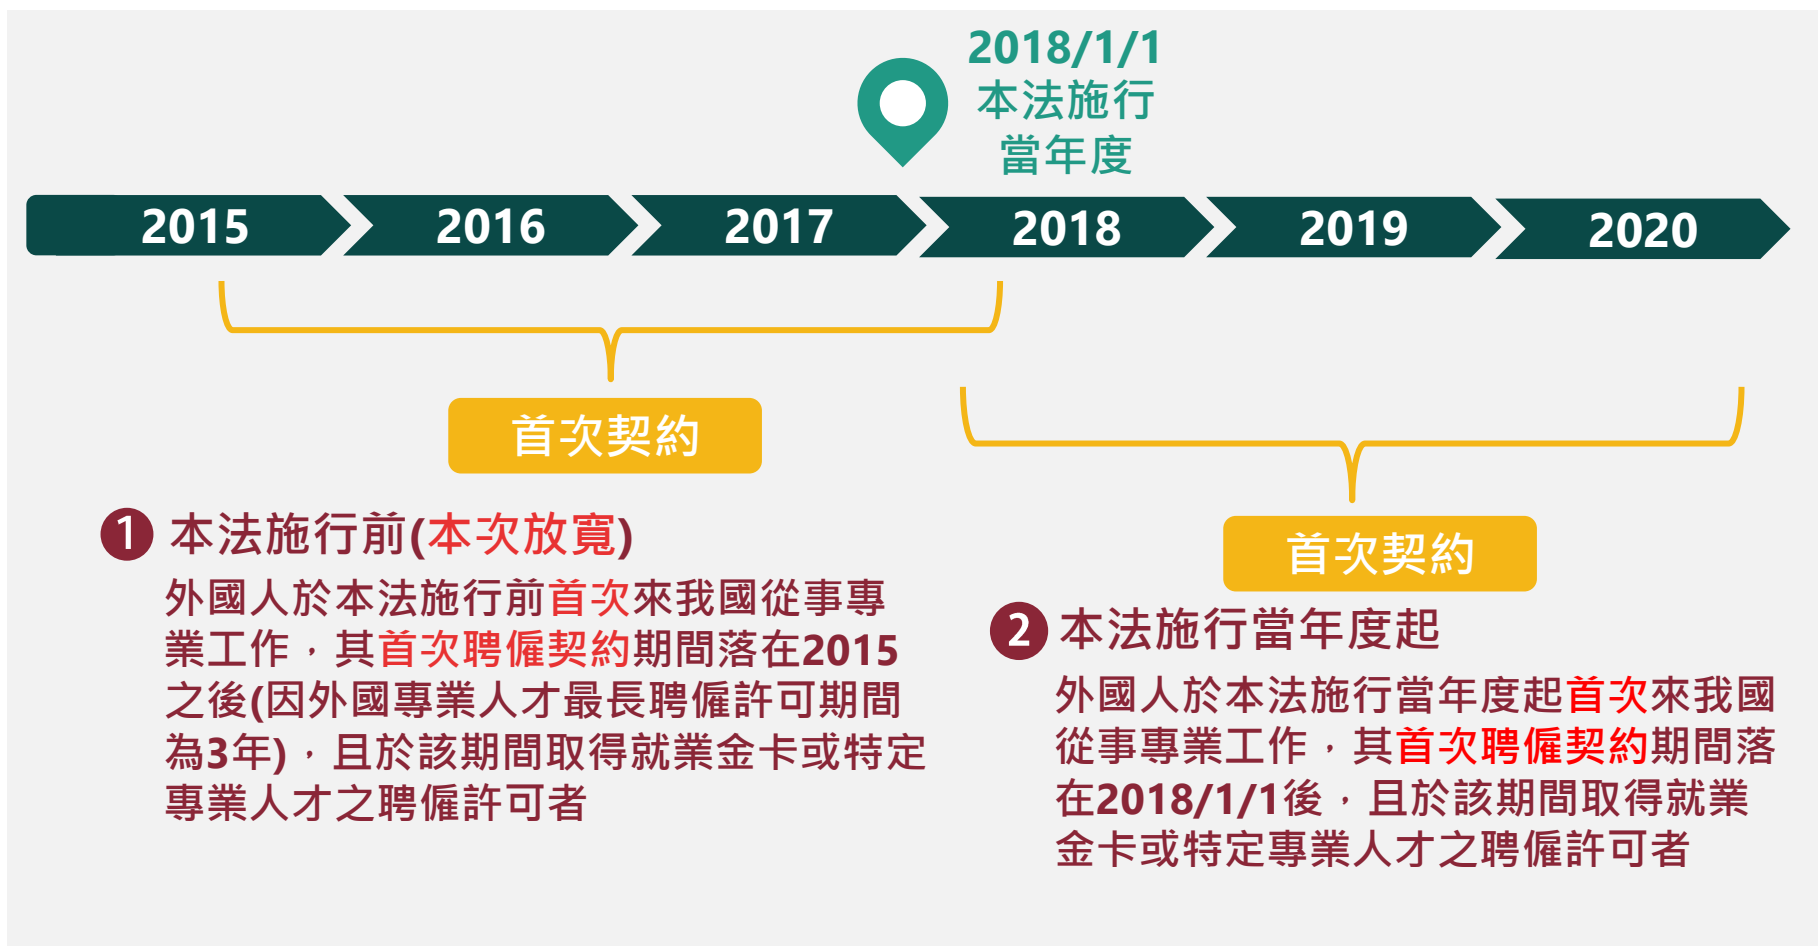 2018/1/1
本法施行
當年度
2015
2016
2017
2018
2019
2020
首次契約
❶ 本法施行前(本次放寬)
外國人於本法施行前首次來我國從事專
業工作，其首次聘僱契約期間落在2015
之後(因外國專業人才最長聘僱許可期間
為3年)，且於該期間取得就業金卡或特定
專業人才之聘僱許可者
首次契約
❷ 本法施行當年度起
外國人於本法施行當年度起首次來我國
從事專業工作，其首次聘僱契約期間落
在2018/1/1後，且於該期間取得就業
金卡或特定專業人才之聘僱許可者